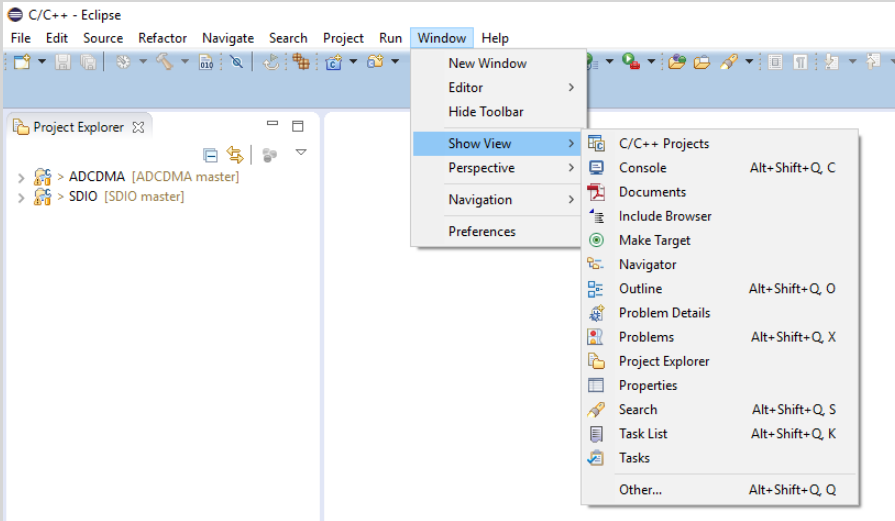 C/C++ - Eclipse
File Edit Source Refactor Navigate Search Project Run Window Help
New Window
Editor
Hide Toolbar
Show View
Perspective
Navigation
Preferences
Project Explorer
> ADCDMA [ADCDMA master]
> SDIO [SDIO master]
C/C++ Projects
Console Alt+Shift+Q, C
Documents
Include Browser
Make Target
Navigator
Outline Alt+Shift+Q, O
Problem Details
Problems Alt+Shift+Q, X
Project Explorer
Properties
Search Alt+Shift+Q, S
Task List Alt+Shift+Q, K
Tasks
Other... Alt+Shift+Q, Q